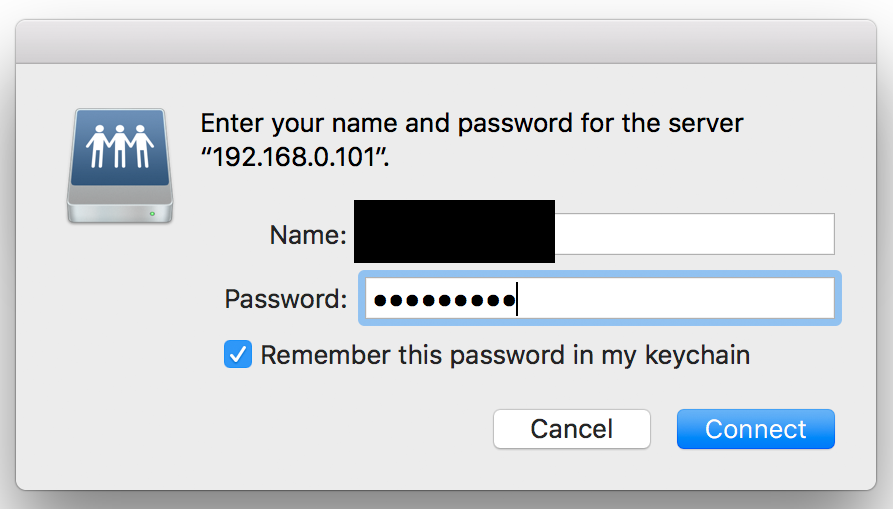 Enter your name and password for the server
“192.168.0.101”.
Name:
Password: •••••••••
Remember this password in my keychain
Cancel Connect